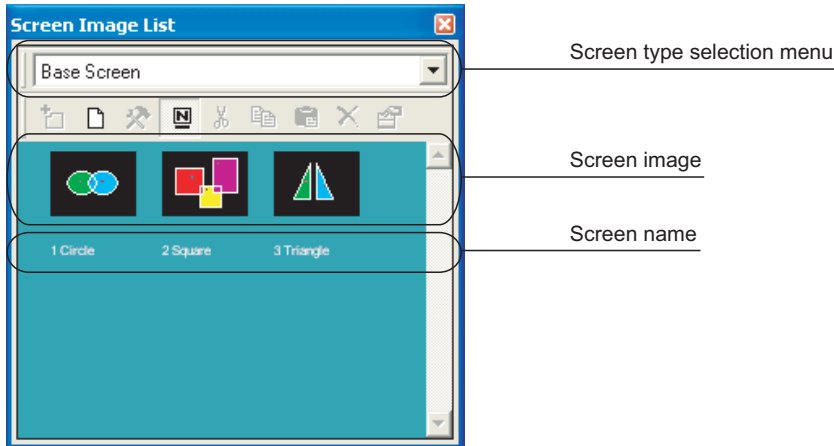 Screen Image List
Base Screen
Screen type selection menu
N
Screen image
1 Circle 2 Square 3 Triangle
Screen name